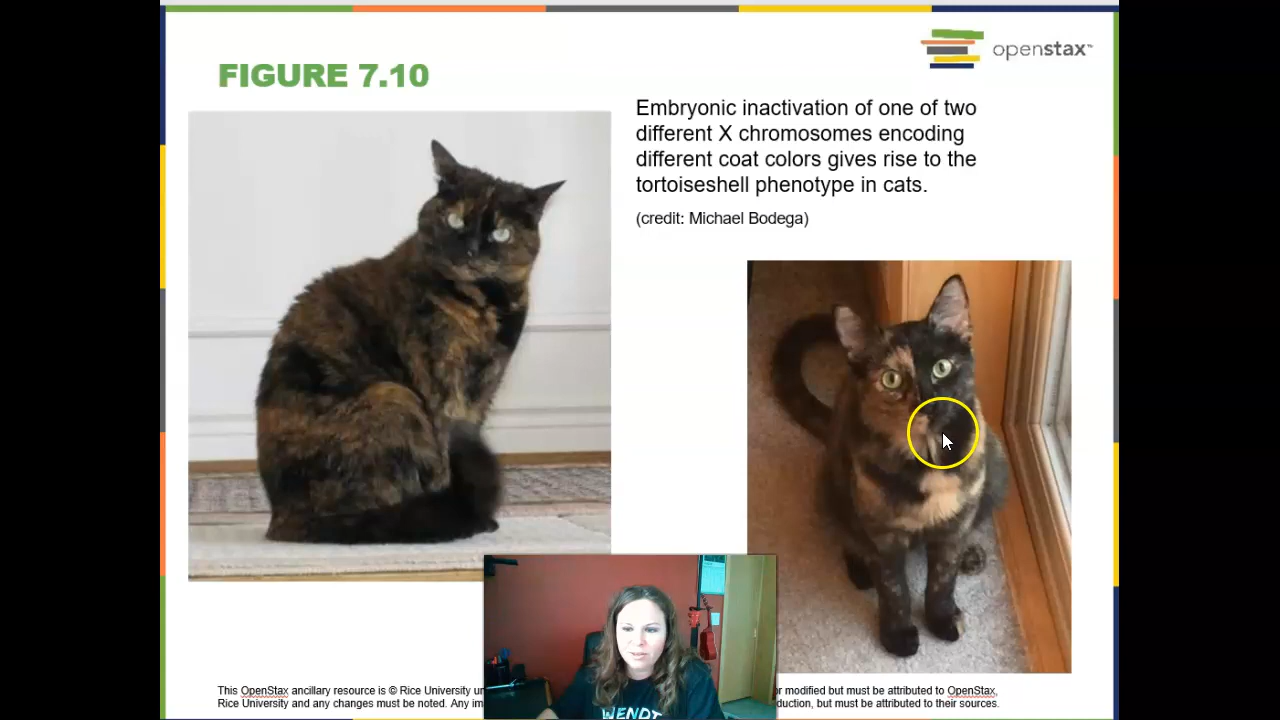 openstax™
FIGURE 7.10
Embryonic inactivation of one of two
different X chromosomes encoding
different coat colors gives rise to the
tortoiseshell phenotype in cats.
(credit: Michael Bodega)
WENDT
This OpenStax ancillary resource is © Rice University un r modified but must be attributed to OpenStax,
Rice University and any changes must be noted. Any im duction, but must be attributed to their sources.